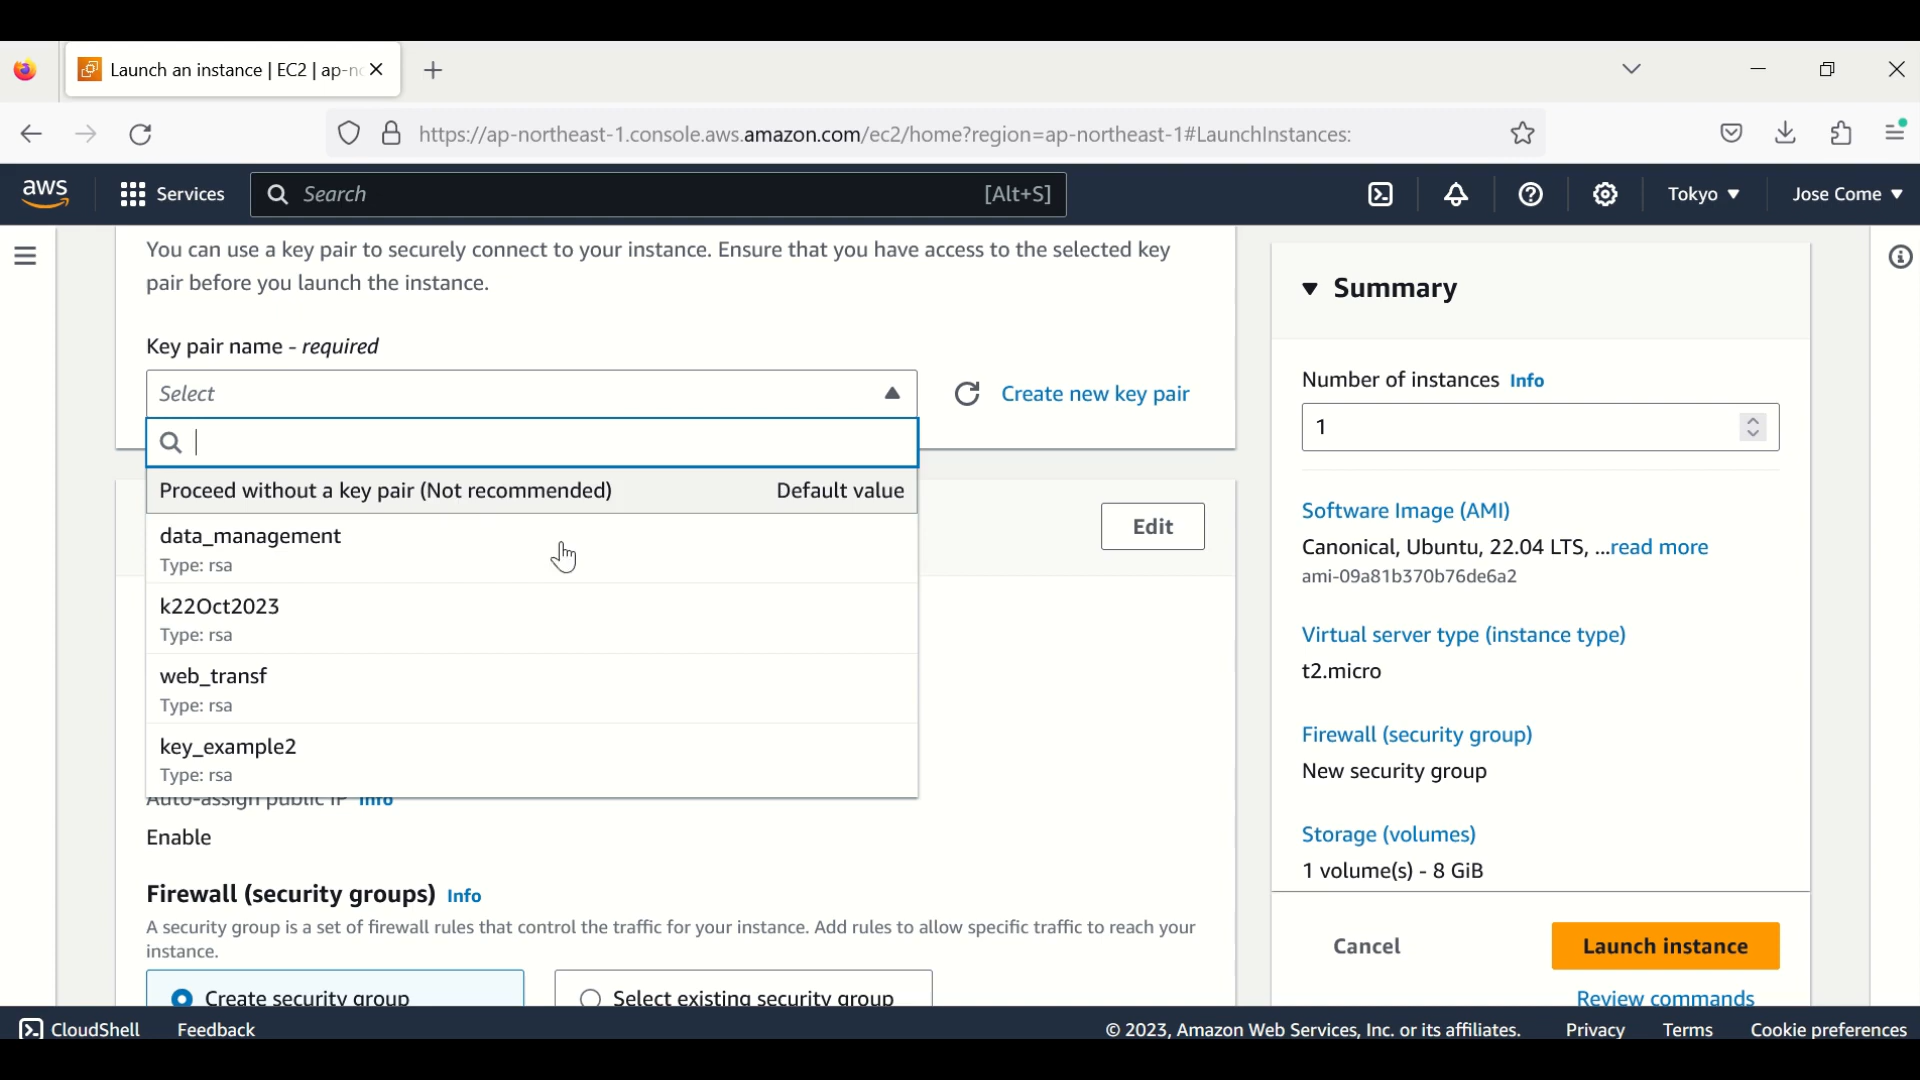 Launch an instance | EC2 | ap-no
https://ap-northeast-1.console.aws.amazon.com/ec2/home?region=ap-northeast-1#LaunchInstances:
aws
Services
Search
[Alt+S]
Tokyo
Jose Come
You can use a key pair to securely connect to your instance. Ensure that you have access to the selected key
pair before you launch the instance.
Key pair name - required
Select
Create new key pair
Proceed without a key pair (Not recommended)
Default value
data_management
Type: rsa
k22Oct2023
Type: rsa
web_transf
Type: rsa
key_example2
Type: rsa
Edit
Auto-assign public IP Info
Enable
Firewall (security groups) Info
A security group is a set of firewall rules that control the traffic for your instance. Add rules to allow specific traffic to reach your
instance.
Create security group
Select existing security group
Summary
Number of instances Info
1
Software Image (AMI)
Canonical, Ubuntu, 22.04 LTS, ...read more
ami-09a81b370b76de6a2
Virtual server type (instance type)
t2.micro
Firewall (security group)
New security group
Storage (volumes)
1 volume(s) - 8 GiB
Cancel
Launch instance
Review commands
CloudShell
Feedback
© 2023, Amazon Web Services, Inc. or its affiliates.
Privacy
Terms
Cookie preferences